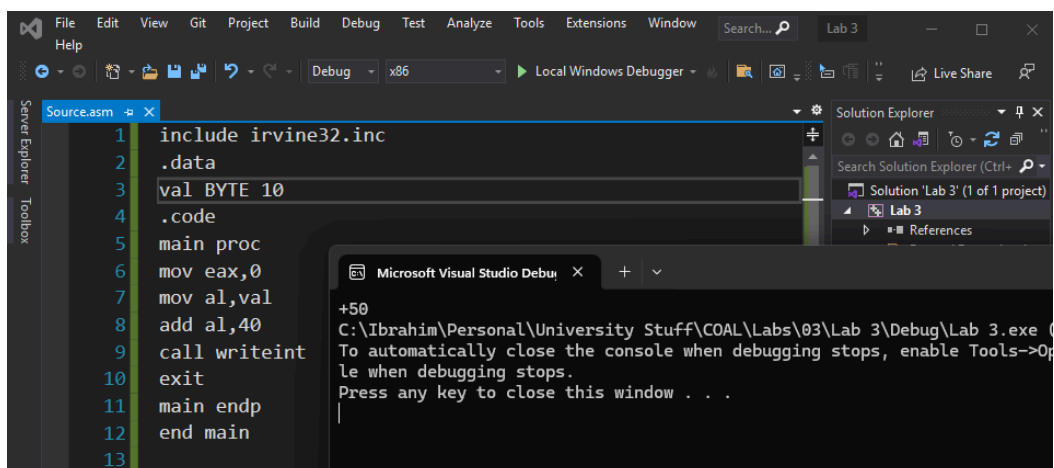 File Edit View Git Project Build Debug Test Analyze Tools Extensions Window Search... Lab 3
Help
Debug x86 Local Windows Debugger Live Share
Server Explorer
Toolbox
Source.asm
1 include irvine32.inc
2 .data
3 val BYTE 10
4 .code
5 main proc
6 mov eax,0
7 mov al,val
8 add al,40
9 call writeint
10 exit
11 main endp
12 end main
13
Solution Explorer
Search Solution Explorer (Ctrl+
Solution 'Lab 3' (1 of 1 project)
Lab 3
References
Microsoft Visual Studio Debu
+50
C:\Ibrahim\Personal\University Stuff\COAL\Labs\03\Lab 3\Debug\Lab 3.exe (
To automatically close the console when debugging stops, enable Tools->Op
le when debugging stops.
Press any key to close this window . . .